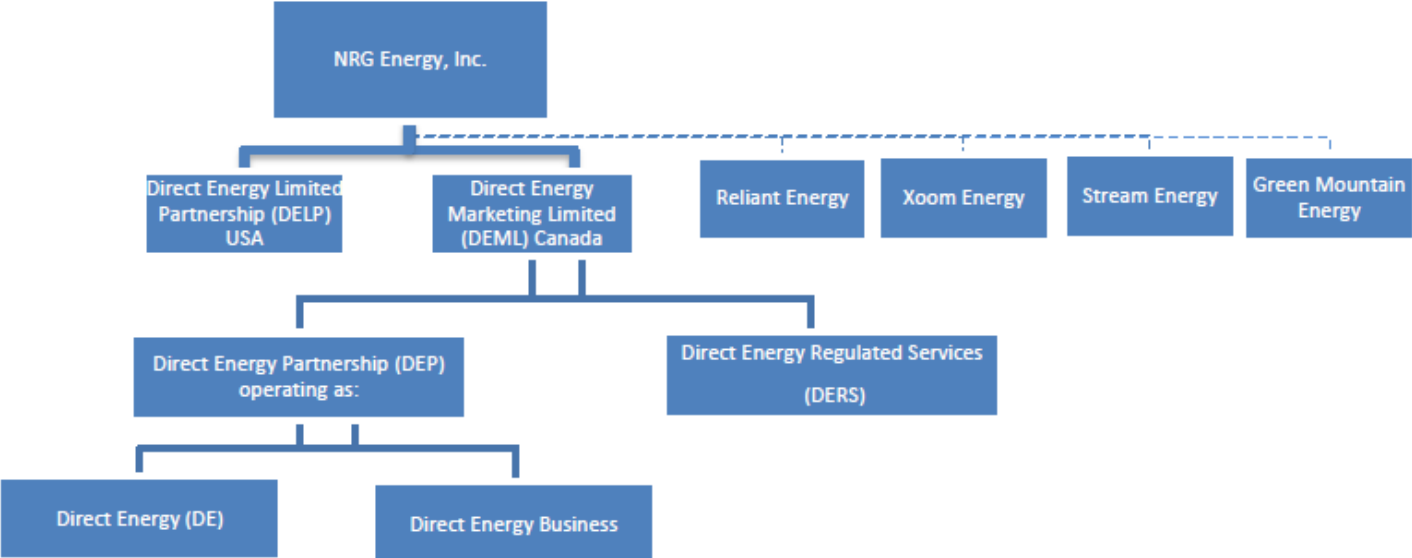 NRG Energy, Inc.
Direct Energy Limited
Partnership (DELP)
USA
Direct Energy
Marketing Limited
(DEML) Canada
Reliant Energy
Xoom Energy
Stream Energy
Green Mountain
Energy
Direct Energy Partnership (DEP)
operating as:
Direct Energy Regulated Services
(DERS)
Direct Energy (DE)
Direct Energy Business